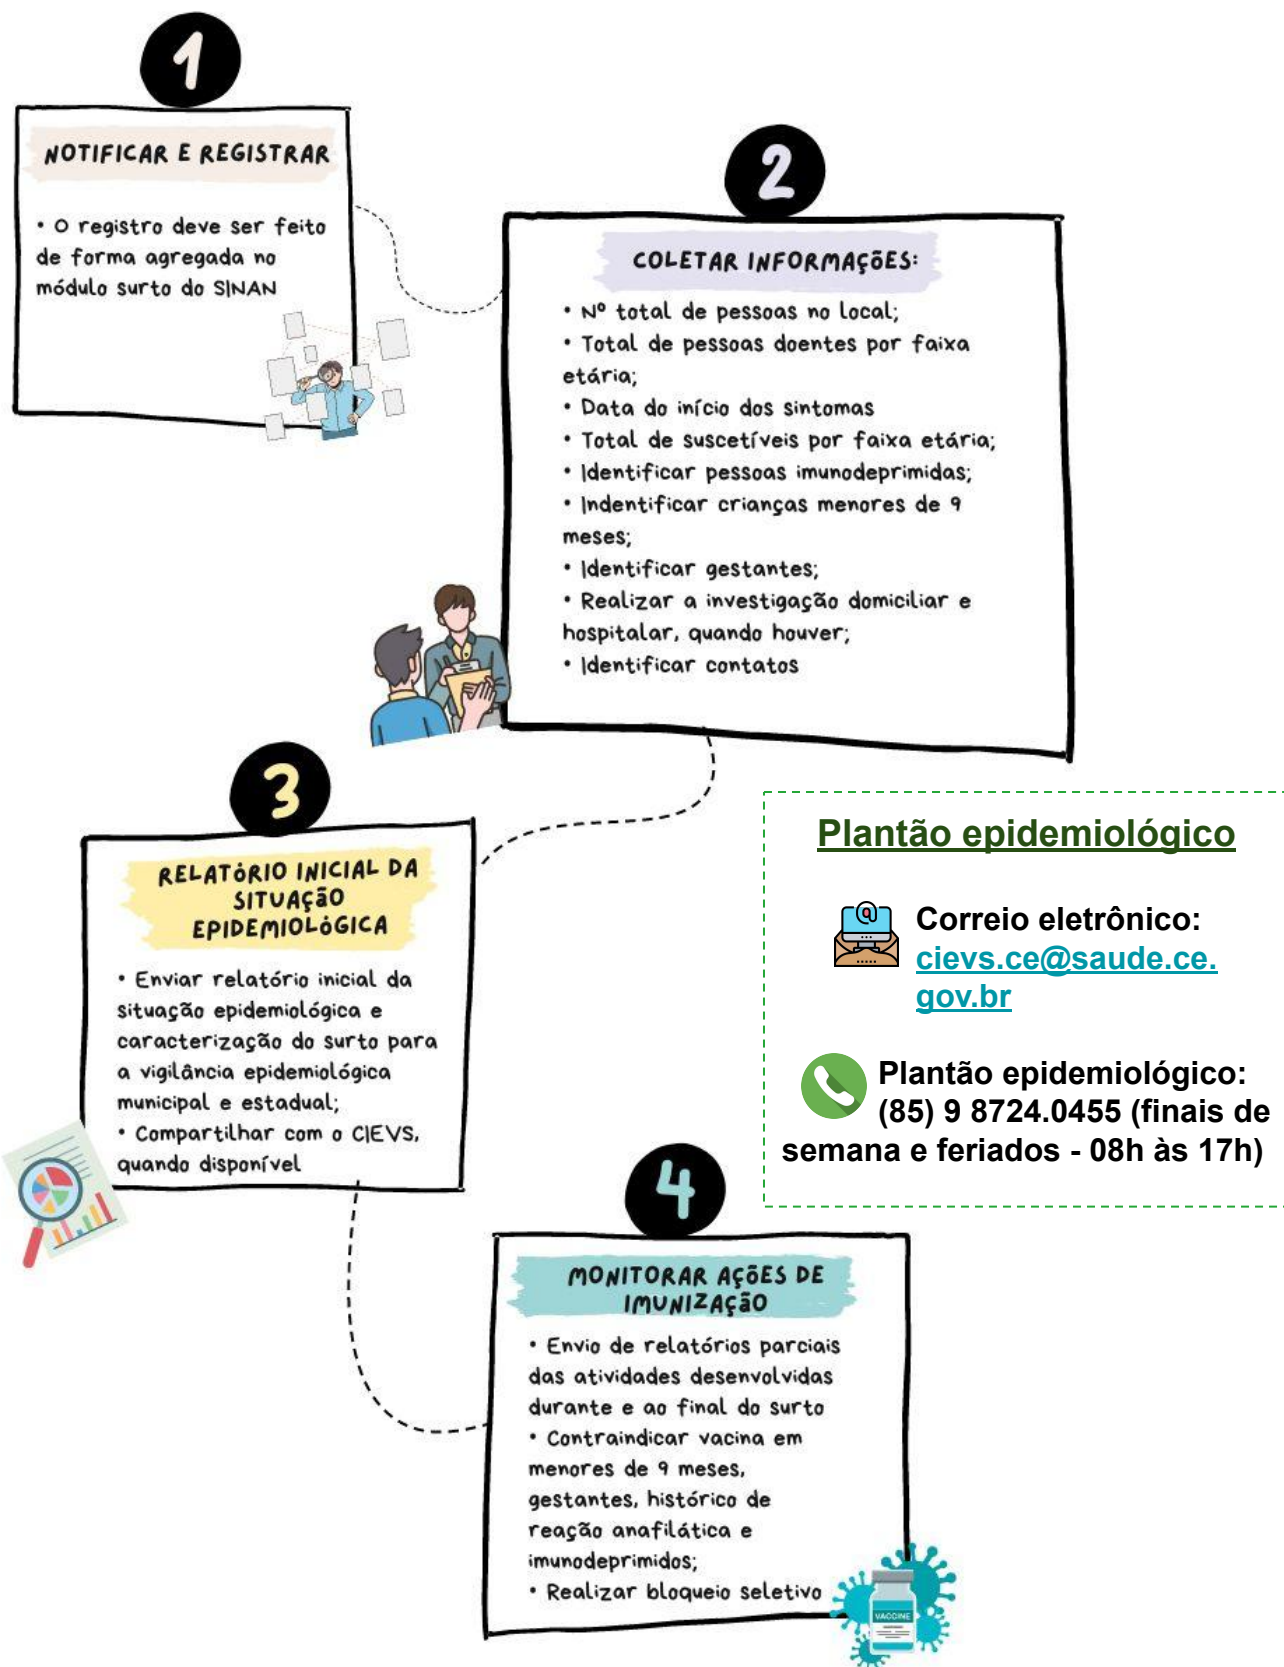 1
NOTIFICAR E REGISTRAR
• O registro deve ser feito
de forma agregada no
módulo surto do SINAN
2
COLETAR INFORMAÇÕES:
• Nº total de pessoas no local;
• Total de pessoas doentes por faixa
etária;
• Data do início dos sintomas
• Total de suscetíveis por faixa etária;
• Identificar pessoas imunodeprimidas;
• Indentificar crianças menores de 9
meses;
• Identificar gestantes;
• Realizar a investigação domiciliar e
hospitalar, quando houver;
• Identificar contatos
3
RELATÓRIO INICIAL DA
SITUAÇÃO
EPIDEMIOLÓGICA
• Enviar relatório inicial da
situação epidemiológica e
caracterização do surto para
a vigilância epidemiológica
municipal e estadual;
• Compartilhar com o CIEVS,
quando disponível
Plantão epidemiológico
Correio eletrônico:
cievs.ce@saude.ce.
gov.br
Plantão epidemiológico:
(85) 9 8724.0455 (finais de
semana e feriados - 08h às 17h)
4
MONITORAR AÇÕES DE
IMUNIZAÇÃO
• Envio de relatórios parciais
das atividades desenvolvidas
durante e ao final do surto
• Contraindicar vacina em
menores de 9 meses,
gestantes, histórico de
reação anafilática e
imunodeprimidos;
• Realizar bloqueio seletivo
VACCINE